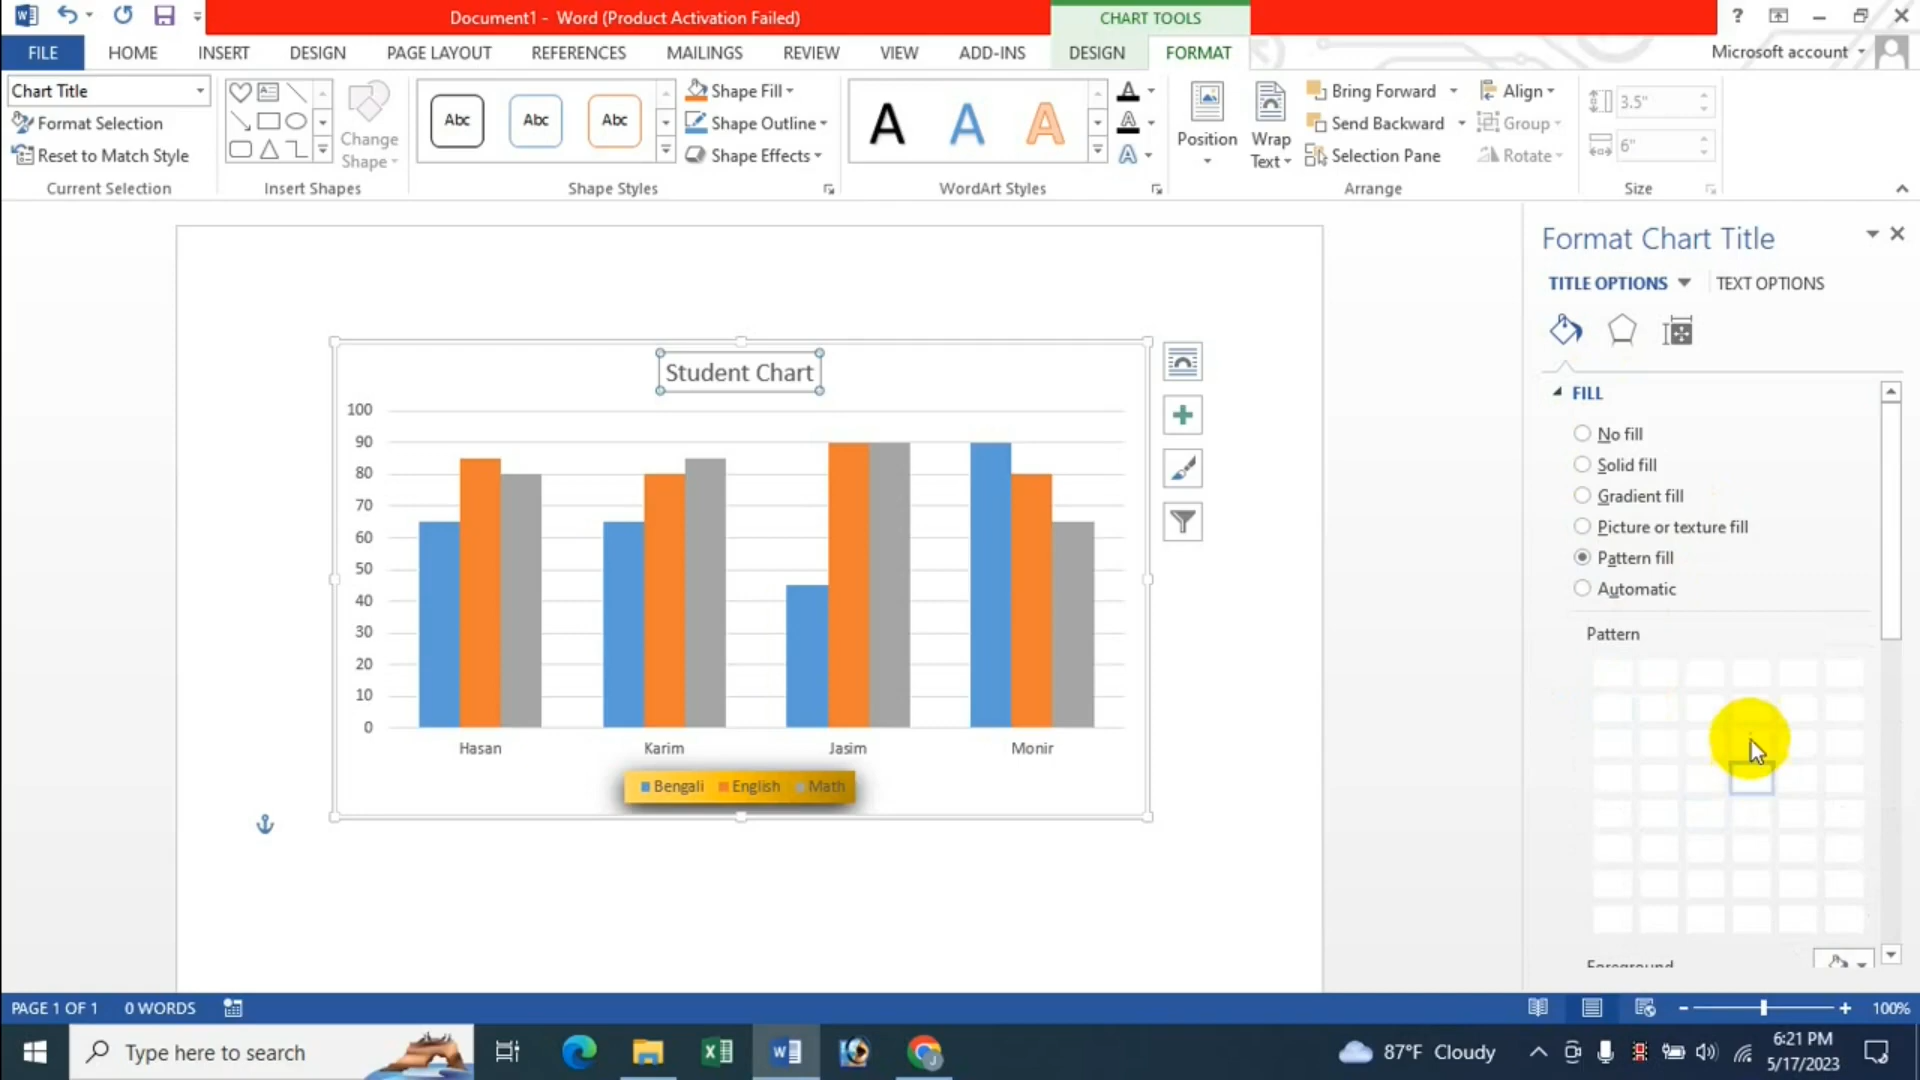 Document1 - Word (Product Activation Failed)
CHART TOOLS
?
FILE HOME INSERT DESIGN PAGE LAYOUT REFERENCES MAILINGS REVIEW VIEW ADD-INS DESIGN FORMAT Microsoft account
Chart Title
Format Selection
Reset to Match Style
Current Selection
Change
Shape
Insert Shapes
Abc Abc Abc
Shape Fill
Shape Outline
Shape Effects
Shape Styles
A A A
A
A
A
WordArt Styles
Position
Wrap
Text
Bring Forward
Send Backward
Selection Pane
Align
Group
Rotate
Arrange
3.5"
6"
Size
Student Chart
100
90
80
70
60
50
40
30
20
10
0
Hasan Karim Jasim Monir
Bengali English Math
Format Chart Title
TITLE OPTIONS TEXT OPTIONS
FILL
No fill
Solid fill
Gradient fill
Picture or texture fill
Pattern fill
Automatic
Pattern
Foreground
PAGE 1 OF 1 0 WORDS
100%
Type here to search
87°F Cloudy
6:21 PM
5/17/2023